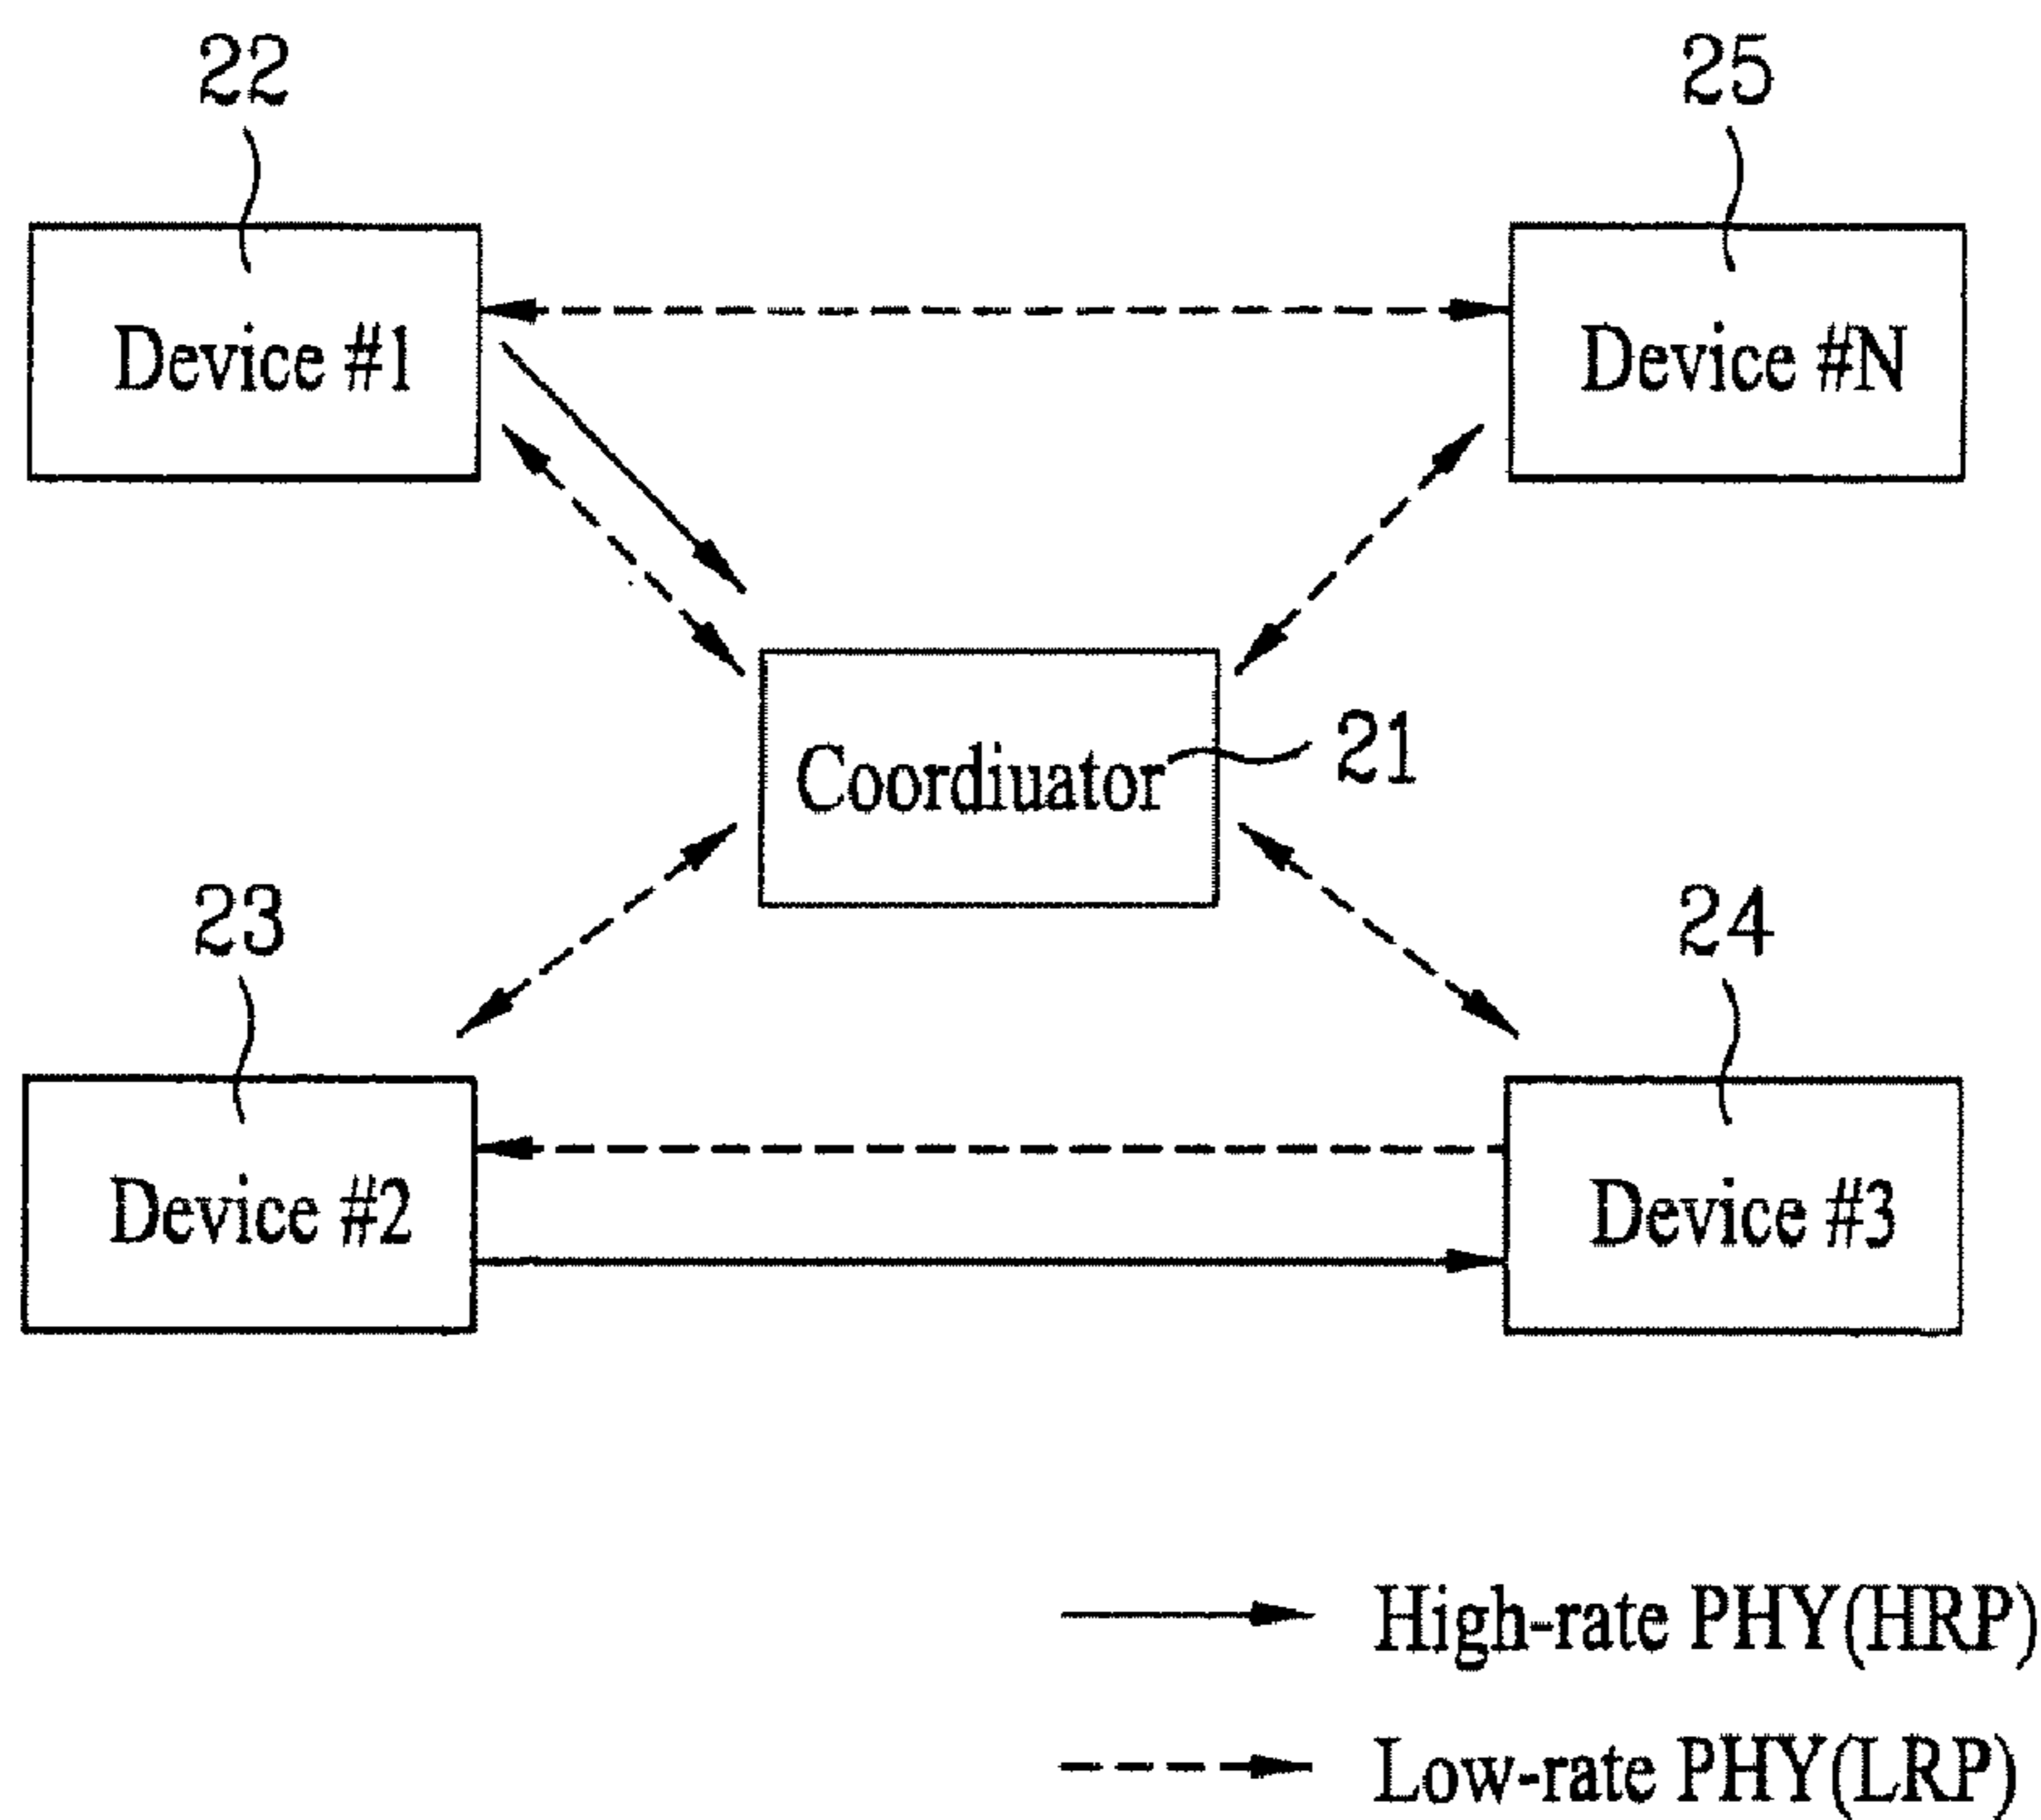 22
25
Device #1
Device #N
Coordiuator
21
23
24
Device #2
Device #3
High-rate PHY(HRP)
Low-rate PHY(LRP)